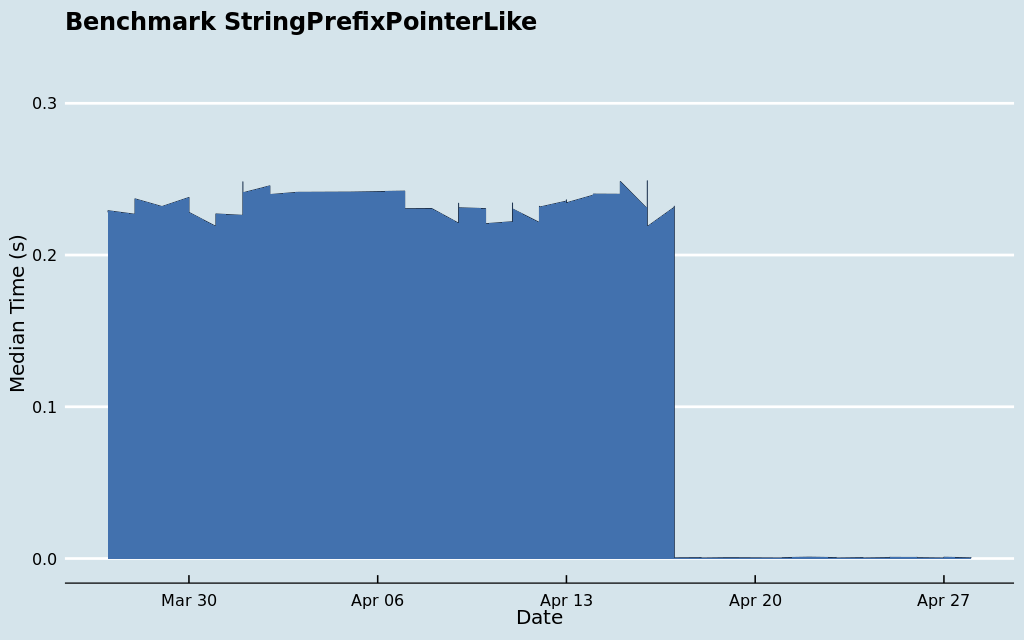 Benchmark StringPrefixPointerLike
0.3
0.2
0.1
0.0
Median Time (s)
Mar 30
Apr 06
Apr 13
Apr 20
Apr 27
Date